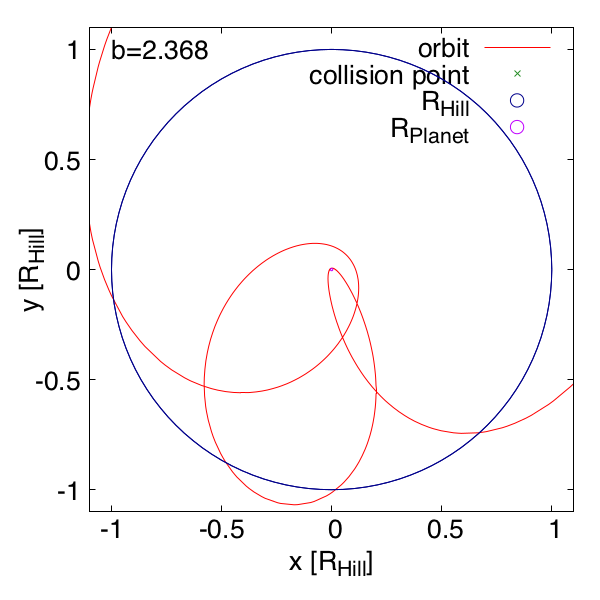 b=2.368
orbit
collision point
R_Hill
R_Planet
1
0.5
0
-0.5
-1
y [R_Hill]
-1
-0.5
0
0.5
1
x [R_Hill]